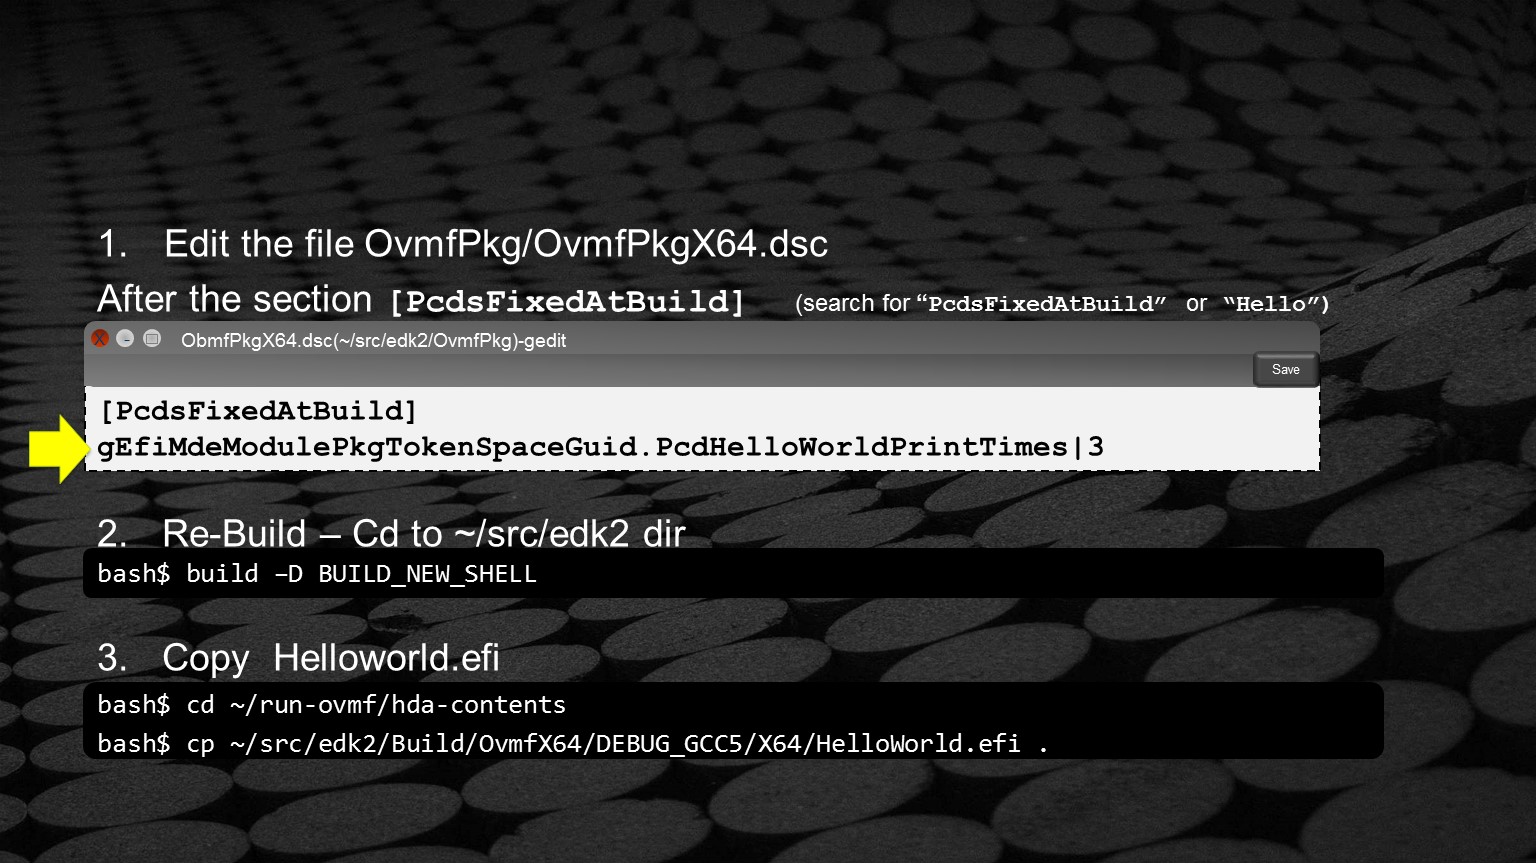 1. Edit the file OvmfPkg/OvmfPkgX64.dsc
After the section [PcdsFixedAtBuild] (search for “PcdsFixedAtBuild” or “Hello”)
X - ObmfPkgX64.dsc(~/src/edk2/OvmfPkg)-gedit
Save
[PcdsFixedAtBuild]
gEfiMdeModulePkgTokenSpaceGuid.PcdHelloWorldPrintTimes|3
2. Re-Build – Cd to ~/src/edk2 dir
bash$ build –D BUILD_NEW_SHELL
3. Copy Helloworld.efi
bash$ cd ~/run-ovmf/hda-contents
bash$ cp ~/src/edk2/Build/OvmfX64/DEBUG_GCC5/X64/HelloWorld.efi .